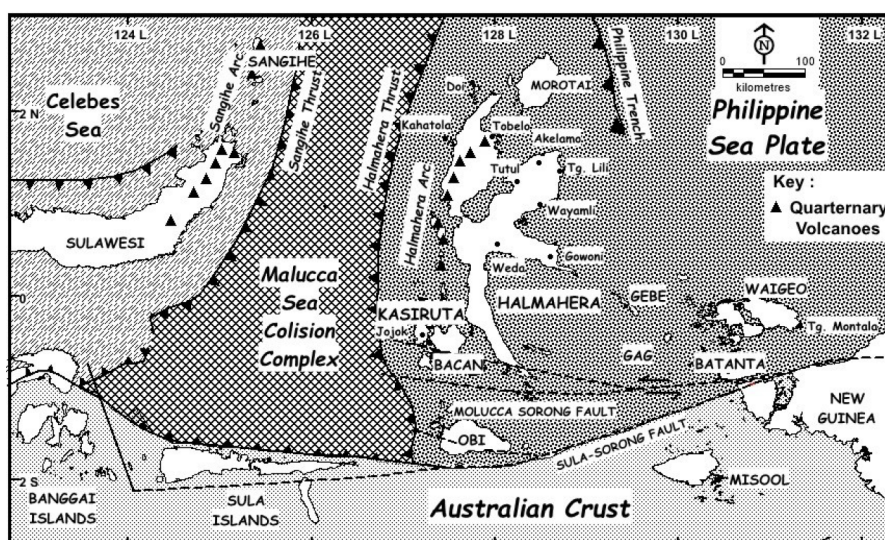 124 L
126 L
128 L
130 L
132 L
N
0 100
kilometres
SANGIHE
Sangihe Arc
Sangihe Thrust
Halmahera Thrust
Philippine Trench
Celebes
Sea
2 N
Doi
MOROTAI
Kahatola
Tobelo
Akelama
Tutul
Tg. Lili
Philippine
Sea Plate
Key :
Quarternary
Volcanoes
Halmahera Arc
Wayamli
SULAWESI
Gowoni
Weda
Malucca
Sea
Colision
Complex
0
HALMAHERA
GEBE
WAIGEO
KASIRUTA
Jojok
Tg. Montala
BACAN
GAG
BATANTA
MOLUCCA SORONG FAULT
NEW
GUINEA
OBI
SULA-SORONG FAULT
2 S
BANGGAI
ISLANDS
SULA
ISLANDS
MISOOL
Australian Crust